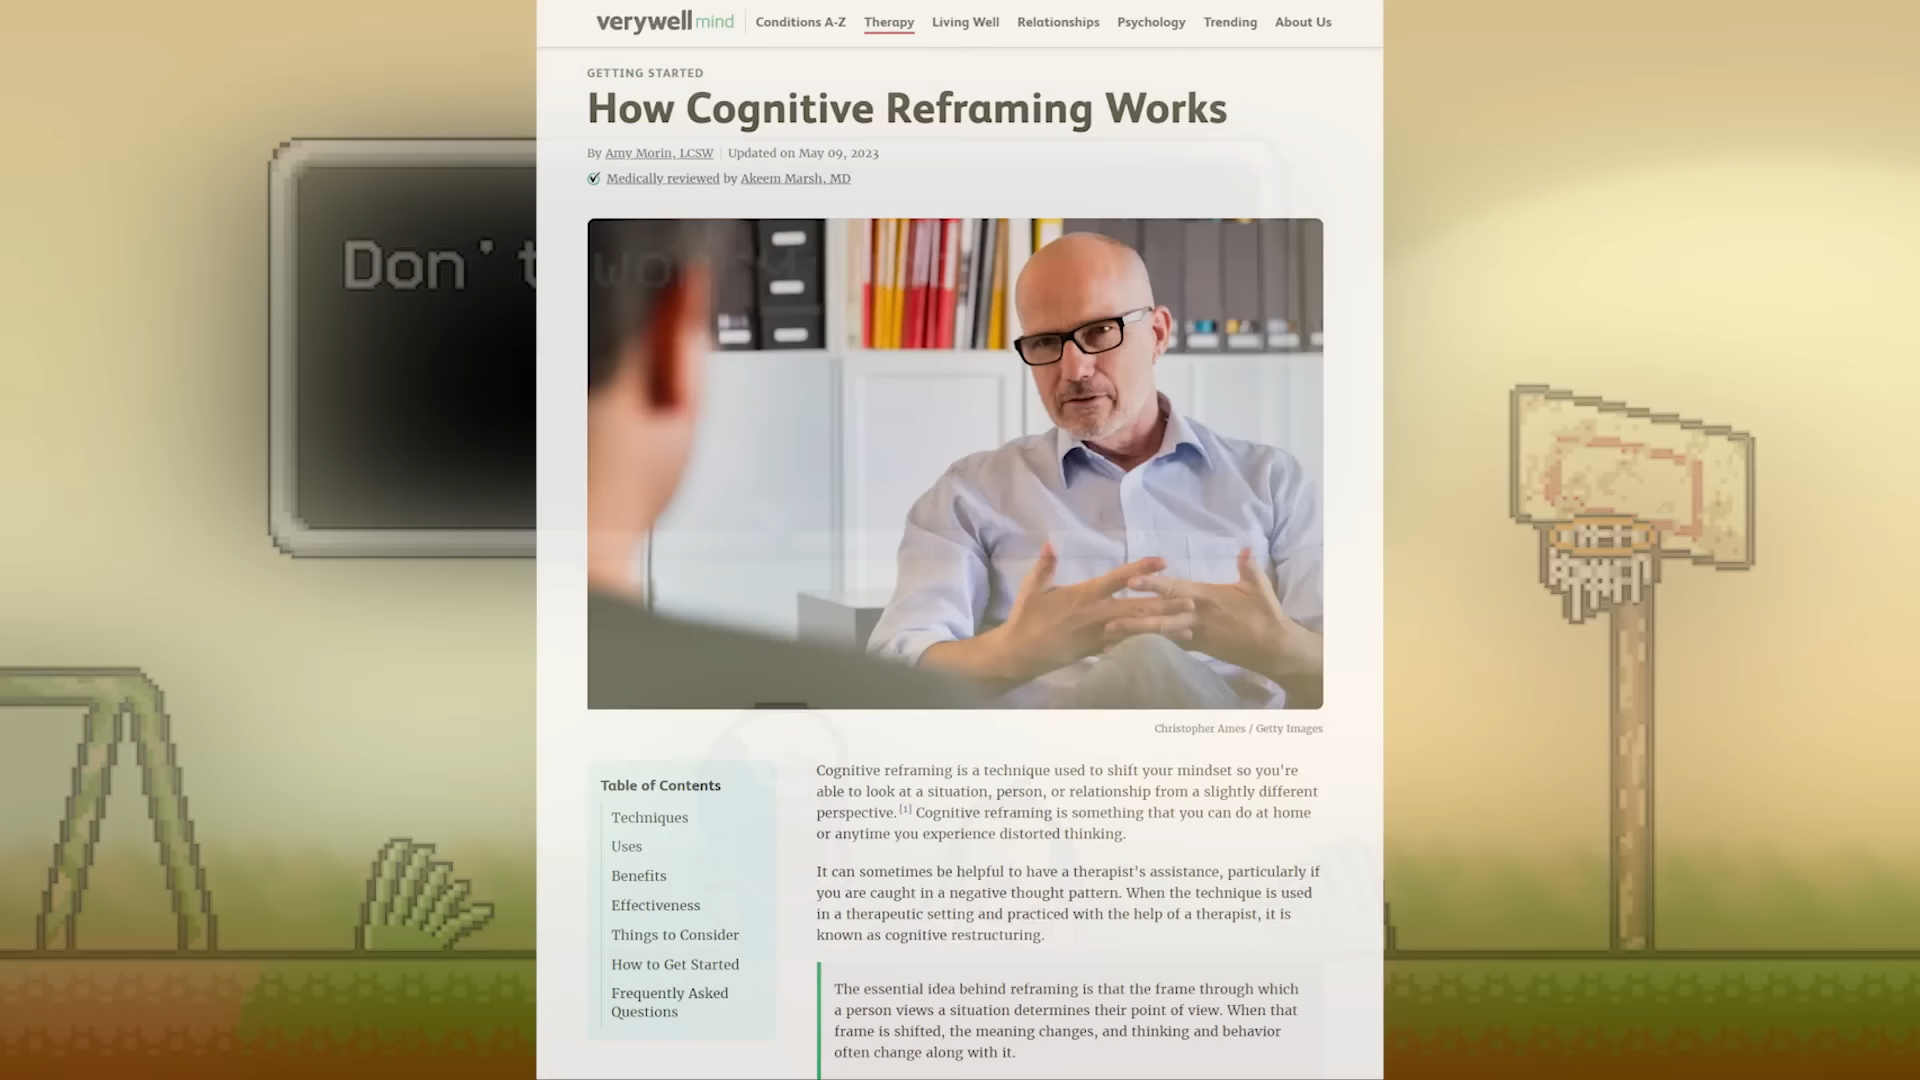 verywell mind
Conditions A-Z Therapy Living Well Relationships Psychology Trending About Us
GETTING STARTED
How Cognitive Reframing Works
By Amy Morin, LCSW Updated on May 09, 2023
Medically reviewed by Akeem Marsh, MD
Don't worry
Christopher Ames / Getty Images
Table of Contents
Techniques
Uses
Benefits
Effectiveness
Things to Consider
How to Get Started
Frequently Asked
Questions
Cognitive reframing is a technique used to shift your mindset so you're
able to look at a situation, person, or relationship from a slightly different
perspective.[1] Cognitive reframing is something that you can do at home
or anytime you experience distorted thinking.
It can sometimes be helpful to have a therapist's assistance, particularly if
you are caught in a negative thought pattern. When the technique is used
in a therapeutic setting and practiced with the help of a therapist, it is
known as cognitive restructuring.
The essential idea behind reframing is that the frame through which
a person views a situation determines their point of view. When that
frame is shifted, the meaning changes, and thinking and behavior
often change along with it.